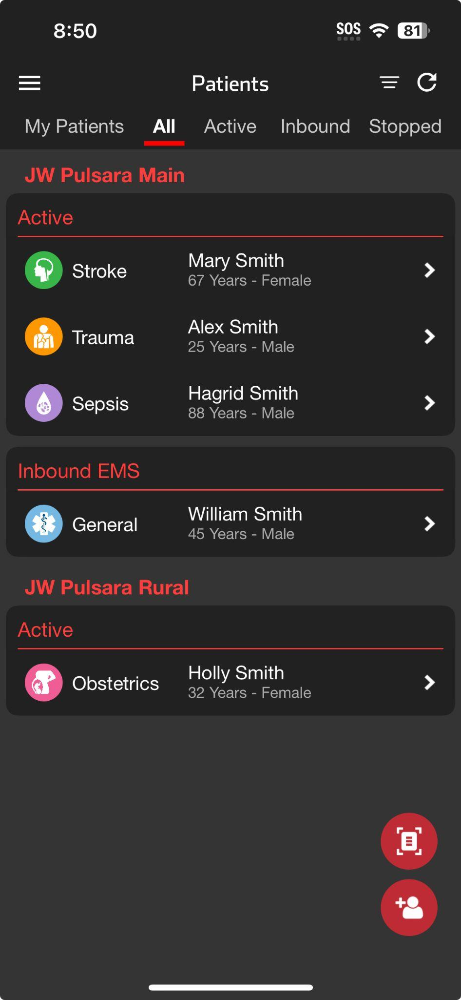 8:50 SOS 81
Patients
My Patients All Active Inbound Stopped
JW Pulsara Main
Active
Stroke
Mary Smith
67 Years - Female
Trauma
Alex Smith
25 Years - Male
Sepsis
Hagrid Smith
88 Years - Male
Inbound EMS
General
William Smith
45 Years - Male
JW Pulsara Rural
Active
Obstetrics
Holly Smith
32 Years - Female